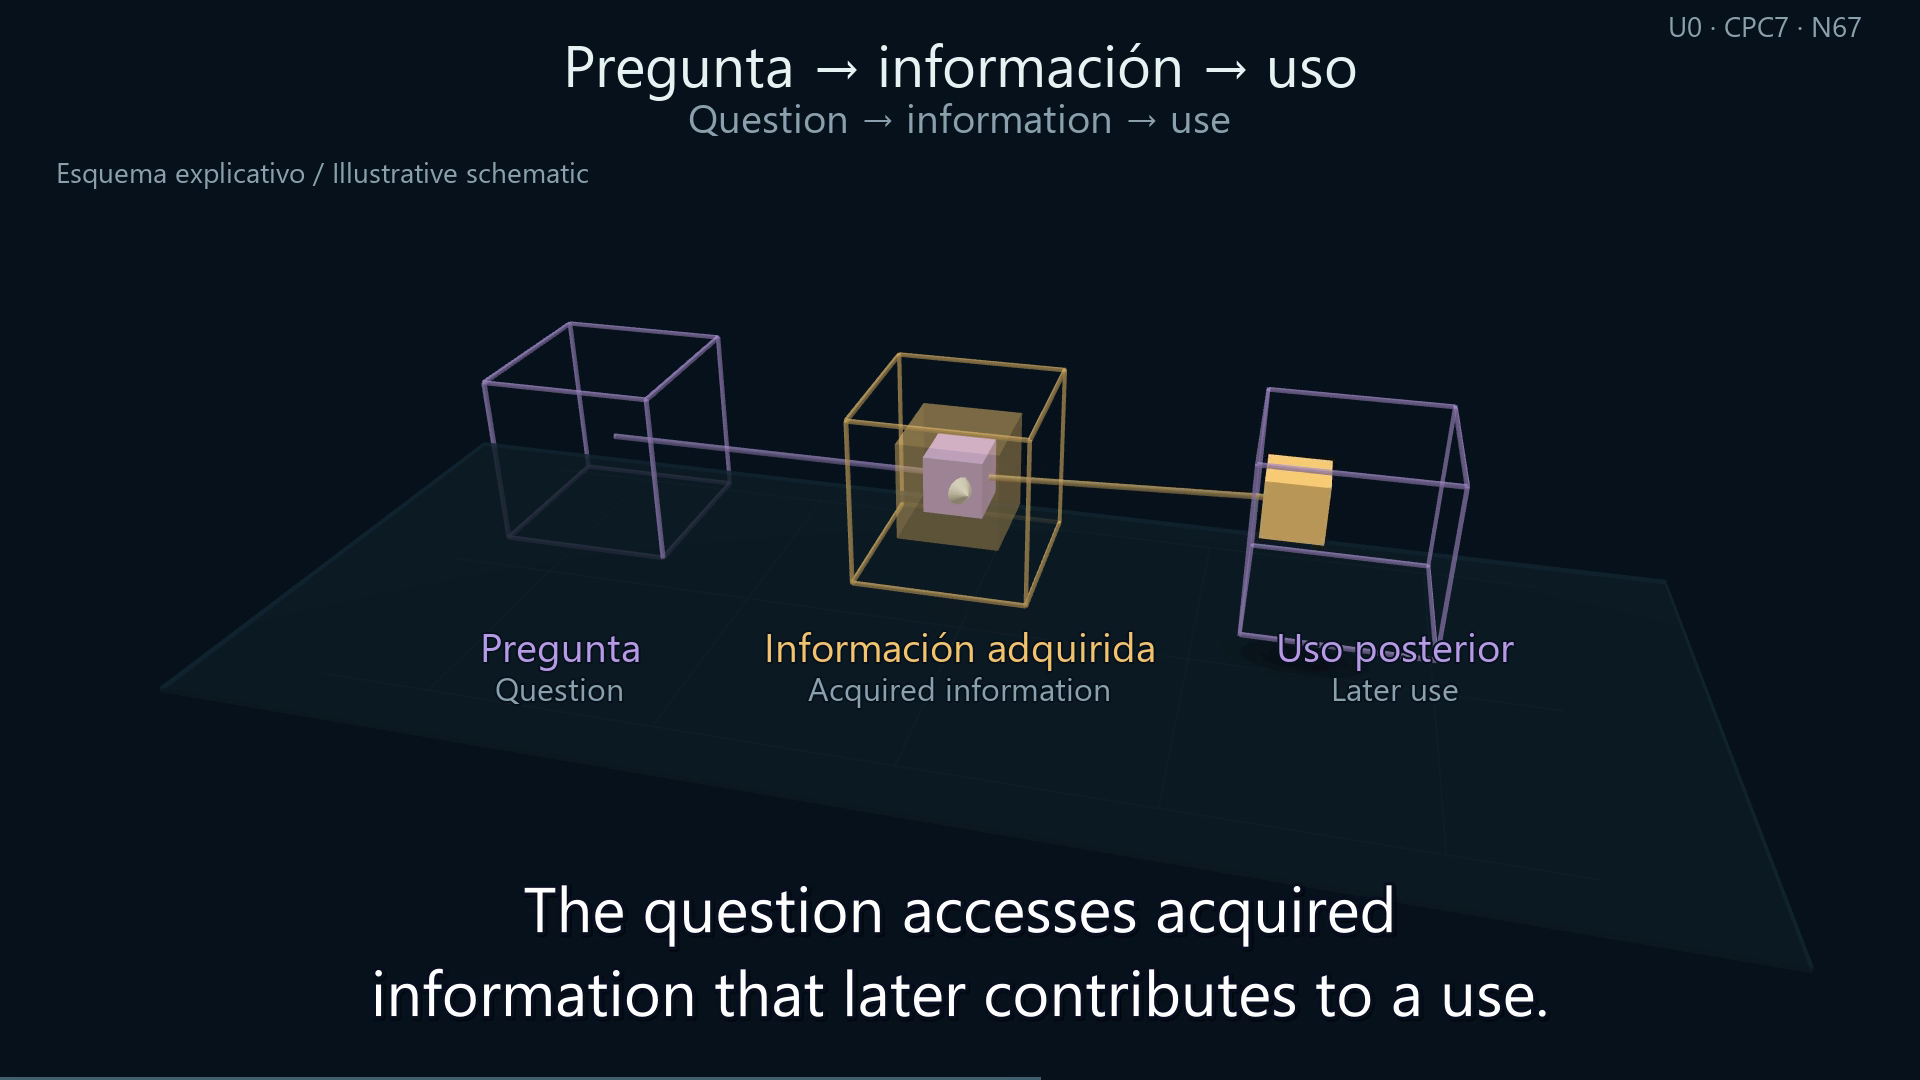 U0 · CPC7 · N67
Pregunta → información → uso
Question → information → use
Esquema explicativo / Illustrative schematic
Pregunta
Question
Información adquirida
Acquired information
Uso posterior
Later use
The question accesses acquired
information that later contributes to a use.